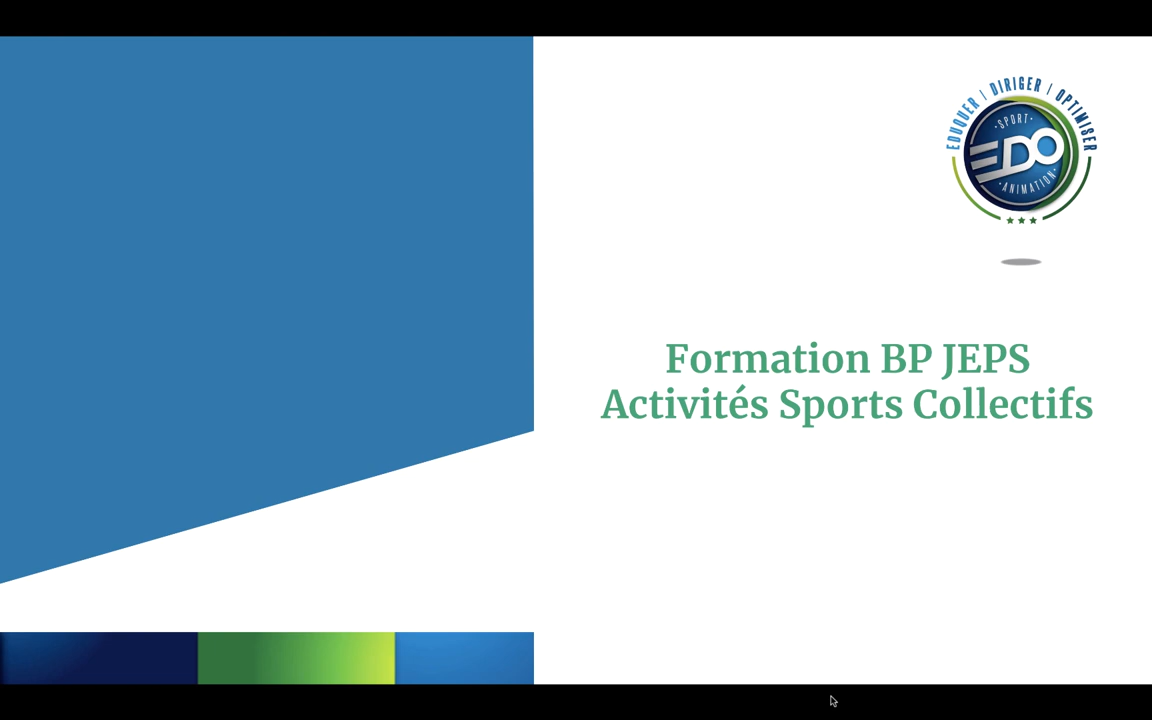 EDUQUER | DIRIGER | OPTIMISER
· SPORT ·
EDO
· ANIMATION ·
Formation BP JEPS
Activités Sports Collectifs